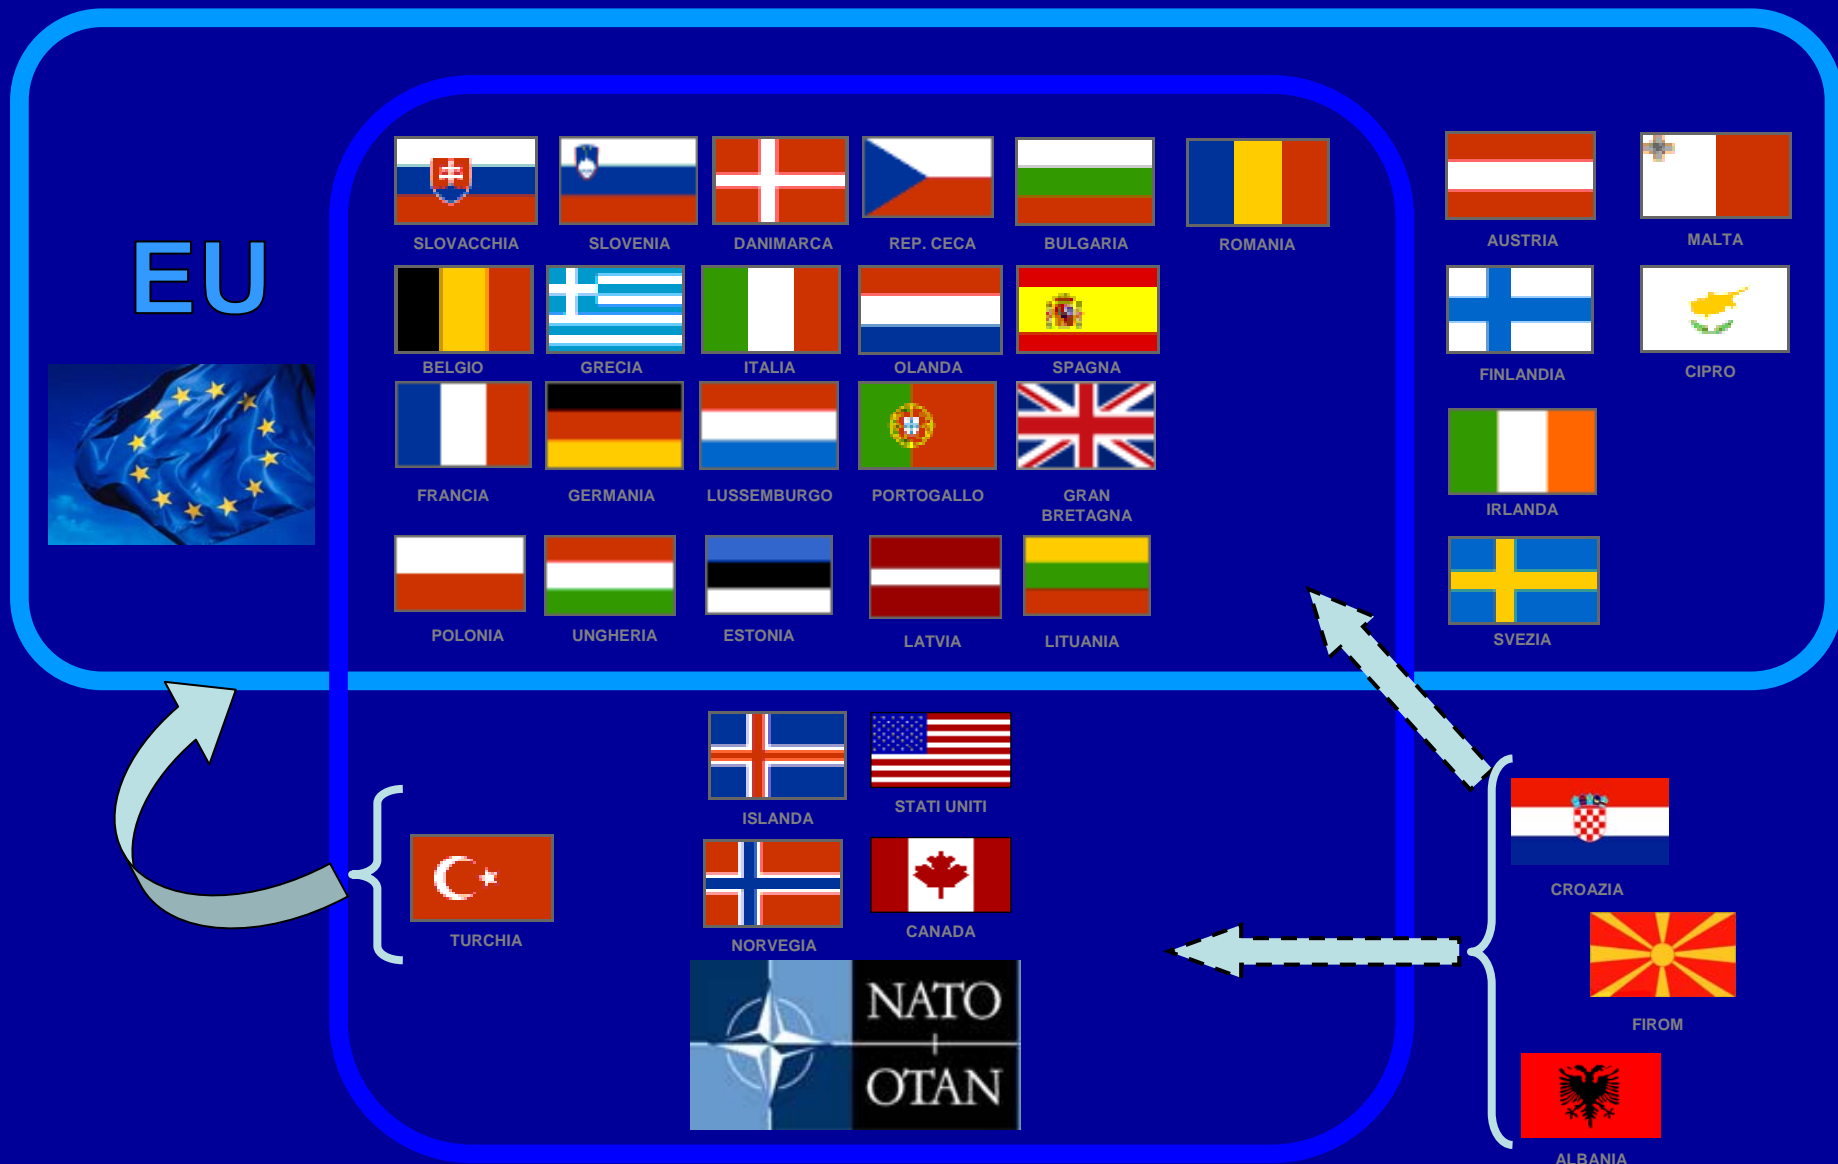 EU
SLOVACCHIA
SLOVENIA
DANIMARCA
REP. CECA
BULGARIA
ROMANIA
AUSTRIA
MALTA
BELGIO
GRECIA
ITALIA
OLANDA
SPAGNA
FINLANDIA
CIPRO
FRANCIA
GERMANIA
LUSSEMBURGO
PORTOGALLO
GRAN
BRETAGNA
IRLANDA
POLONIA
UNGHERIA
ESTONIA
LATVIA
LITUANIA
SVEZIA
ISLANDA
STATI UNITI
TURCHIA
NORVEGIA
CANADA
CROAZIA
FIROM
ALBANIA
NATO
OTAN